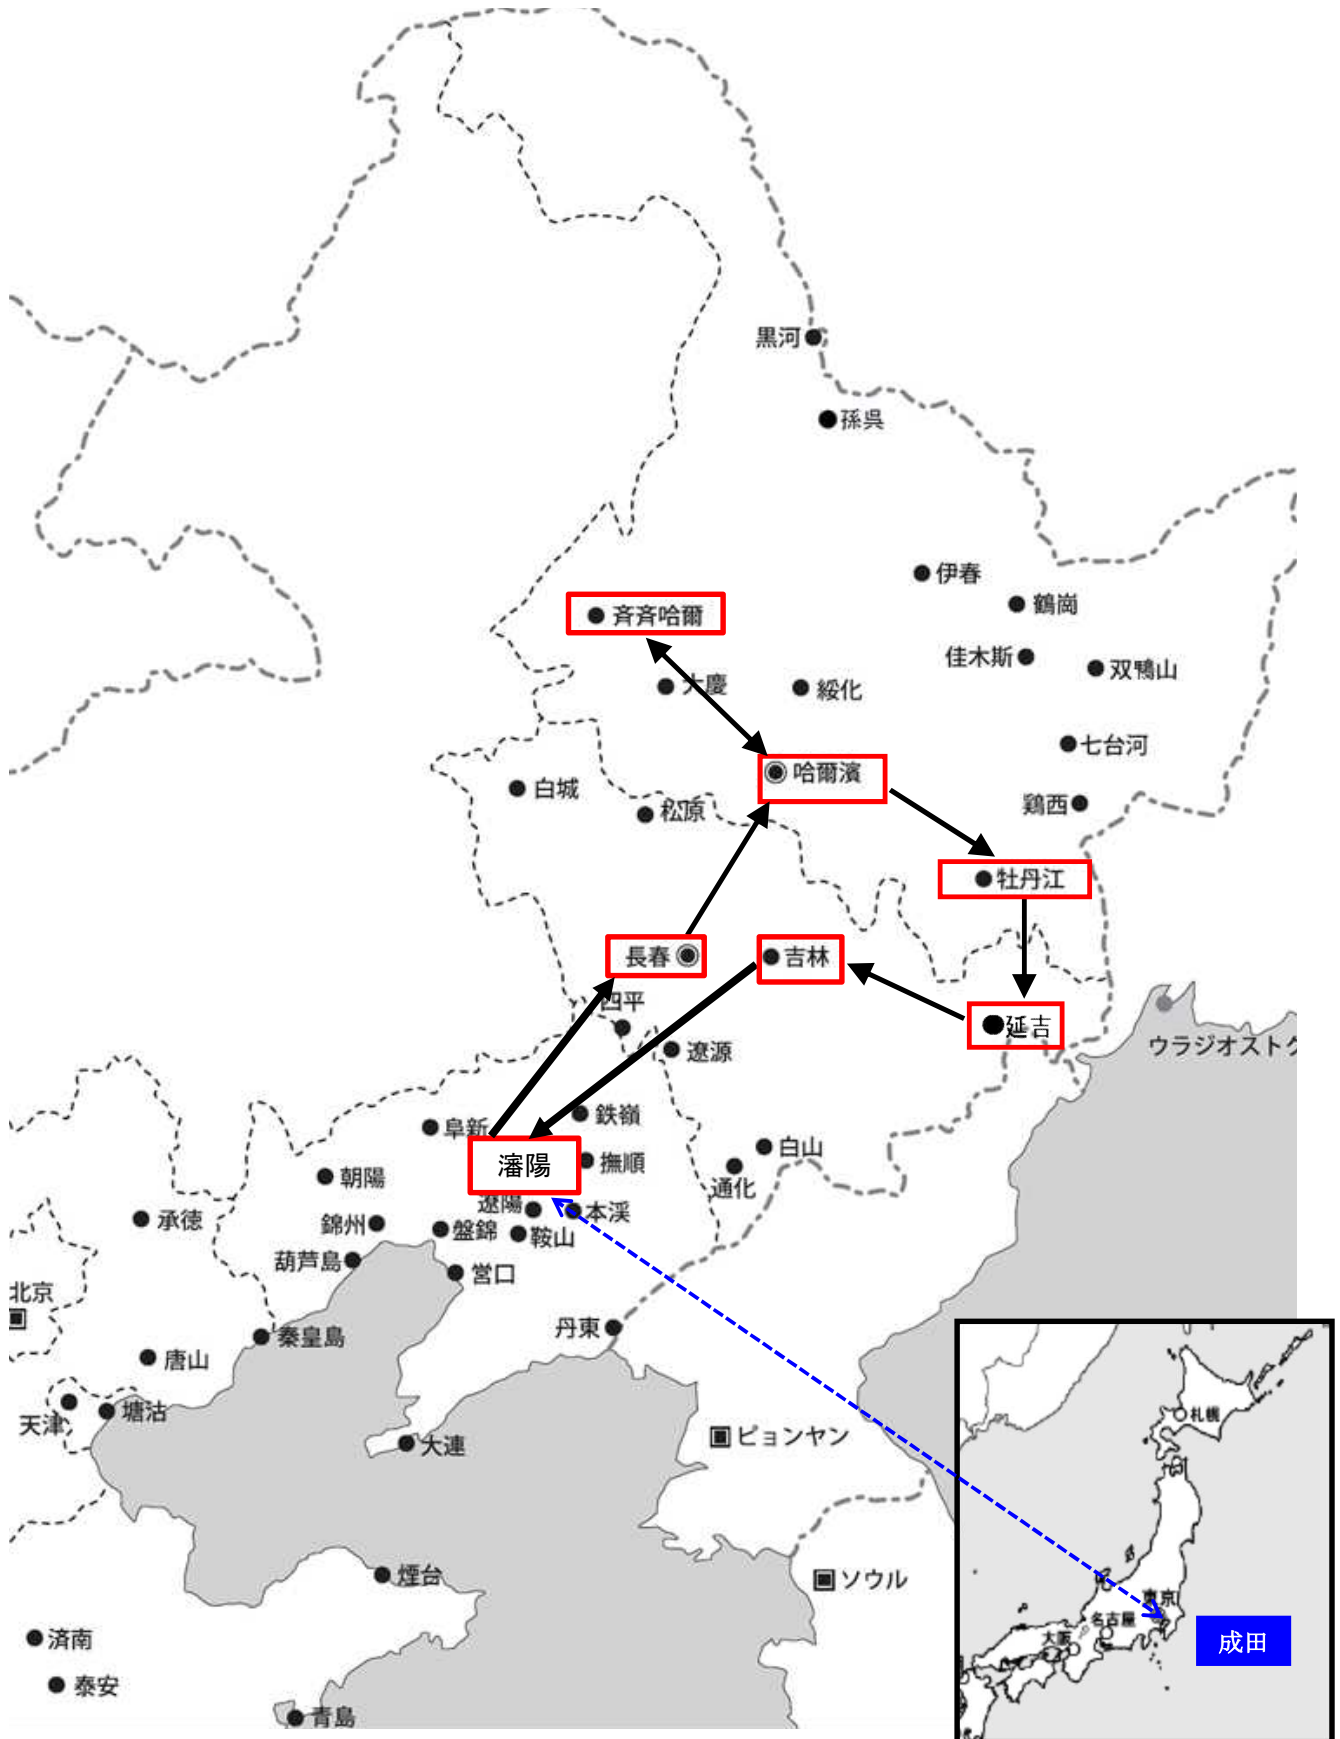 黒河
孫呉
伊春
鶴崗
斉斉哈爾
佳木斯
双鴨山
大慶
綏化
七台河
哈爾濱
白城
松原
鶏西
牡丹江
長春
吉林
四平
延吉
遼源
ウラジオストク
鉄嶺
阜新
白山
瀋陽
撫順
朝陽
通化
遼陽
本渓
承徳
錦州
盤錦
鞍山
葫芦島
営口
北京
丹東
秦皇島
唐山
天津
塘沽
大連
ピョンヤン
札幌
煙台
ソウル
東京
名古屋
大阪
成田
済南
泰安
青島